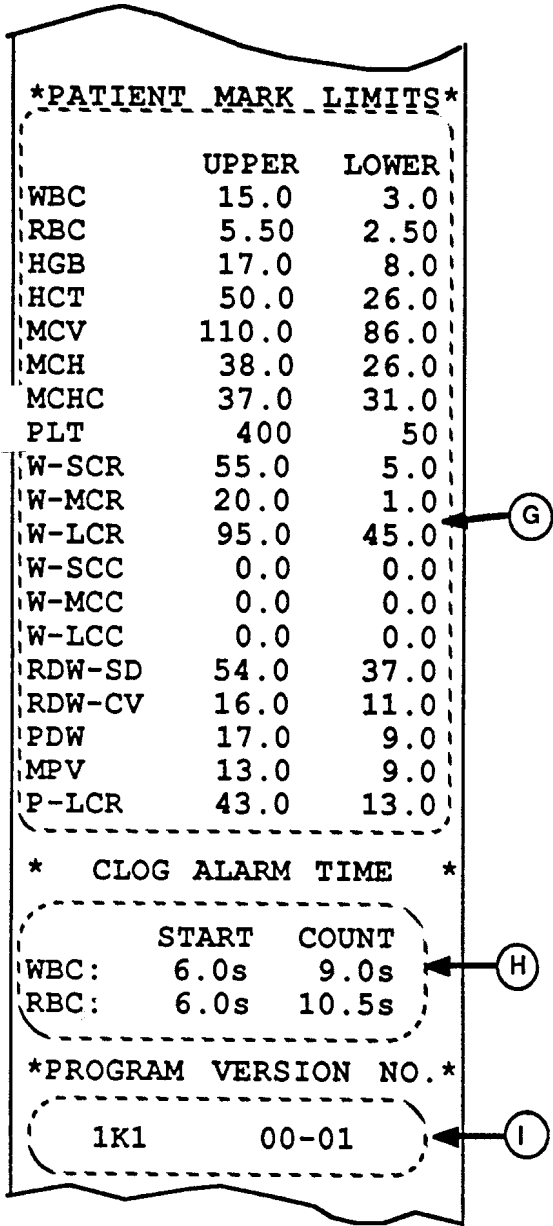 *PATIENT MARK LIMITS*
UPPER LOWER
WBC 15.0 3.0
RBC 5.50 2.50
HGB 17.0 8.0
HCT 50.0 26.0
MCV 110.0 86.0
MCH 38.0 26.0
MCHC 37.0 31.0
PLT 400 50
W-SCR 55.0 5.0
W-MCR 20.0 1.0
W-LCR 95.0 45.0
G
W-SCC 0.0 0.0
W-MCC 0.0 0.0
W-LCC 0.0 0.0
RDW-SD 54.0 37.0
RDW-CV 16.0 11.0
PDW 17.0 9.0
MPV 13.0 9.0
P-LCR 43.0 13.0
* CLOG ALARM TIME *
START COUNT
WBC: 6.0s 9.0s
H
RBC: 6.0s 10.5s
*PROGRAM VERSION NO.*
1K1 00-01
I